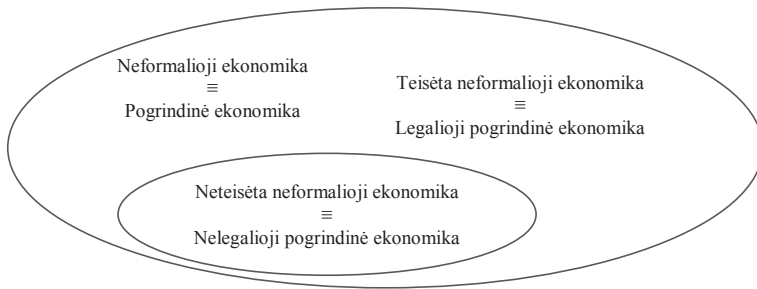 Neformalioji ekonomika
≡
Pogrindinė ekonomika
Teisėta neformalioji ekonomika
≡
Legalioji pogrindinė ekonomika
Neteisėta neformalioji ekonomika
≡
Nelegalioji pogrindinė ekonomika